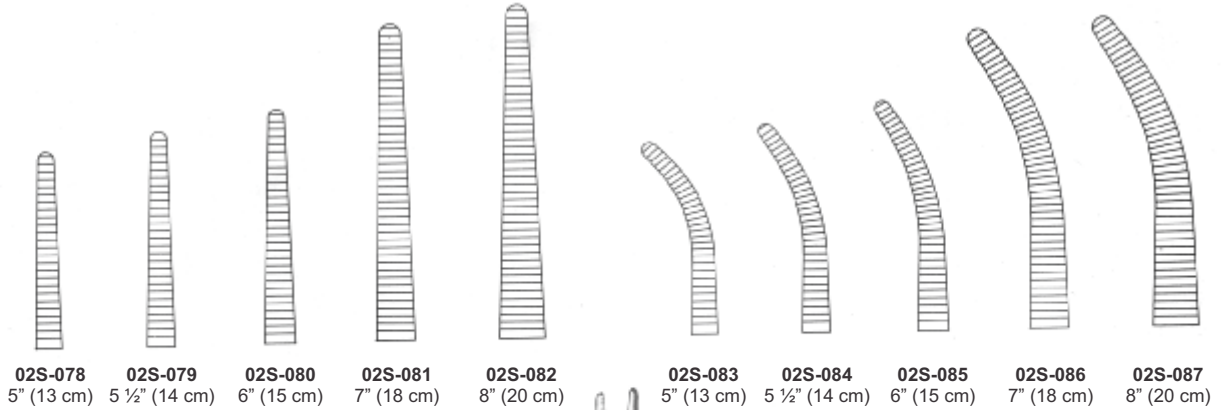 02S-078 02S-079 02S-080 02S-081 02S-082 02S-083 02S-084 02S-085 02S-086 02S-087
5” (13 cm) 5 ½” (14 cm) 6” (15 cm) 7” (18 cm) 8” (20 cm) 5” (13 cm) 5 ½” (14 cm) 6” (15 cm) 7” (18 cm) 8” (20 cm)